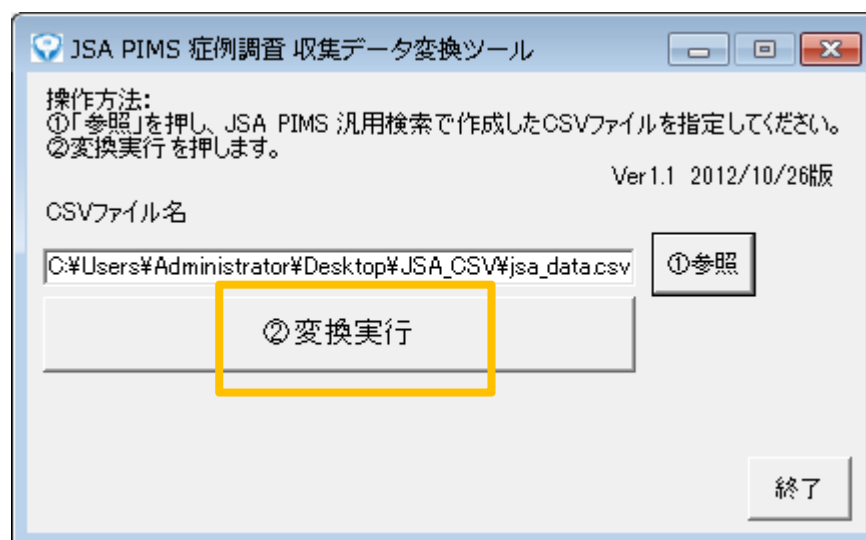 JSA PIMS 症例調査 収集データ変換ツール
操作方法:
①「参照」を押し、JSA PIMS 汎用検索で作成したCSVファイルを指定してください。
②変換実行 を押します。
Ver1.1 2012/10/26版
CSVファイル名
C:¥Users¥Administrator¥Desktop¥JSA_CSV¥jsa_data.csv
①参照
②変換実行
終了